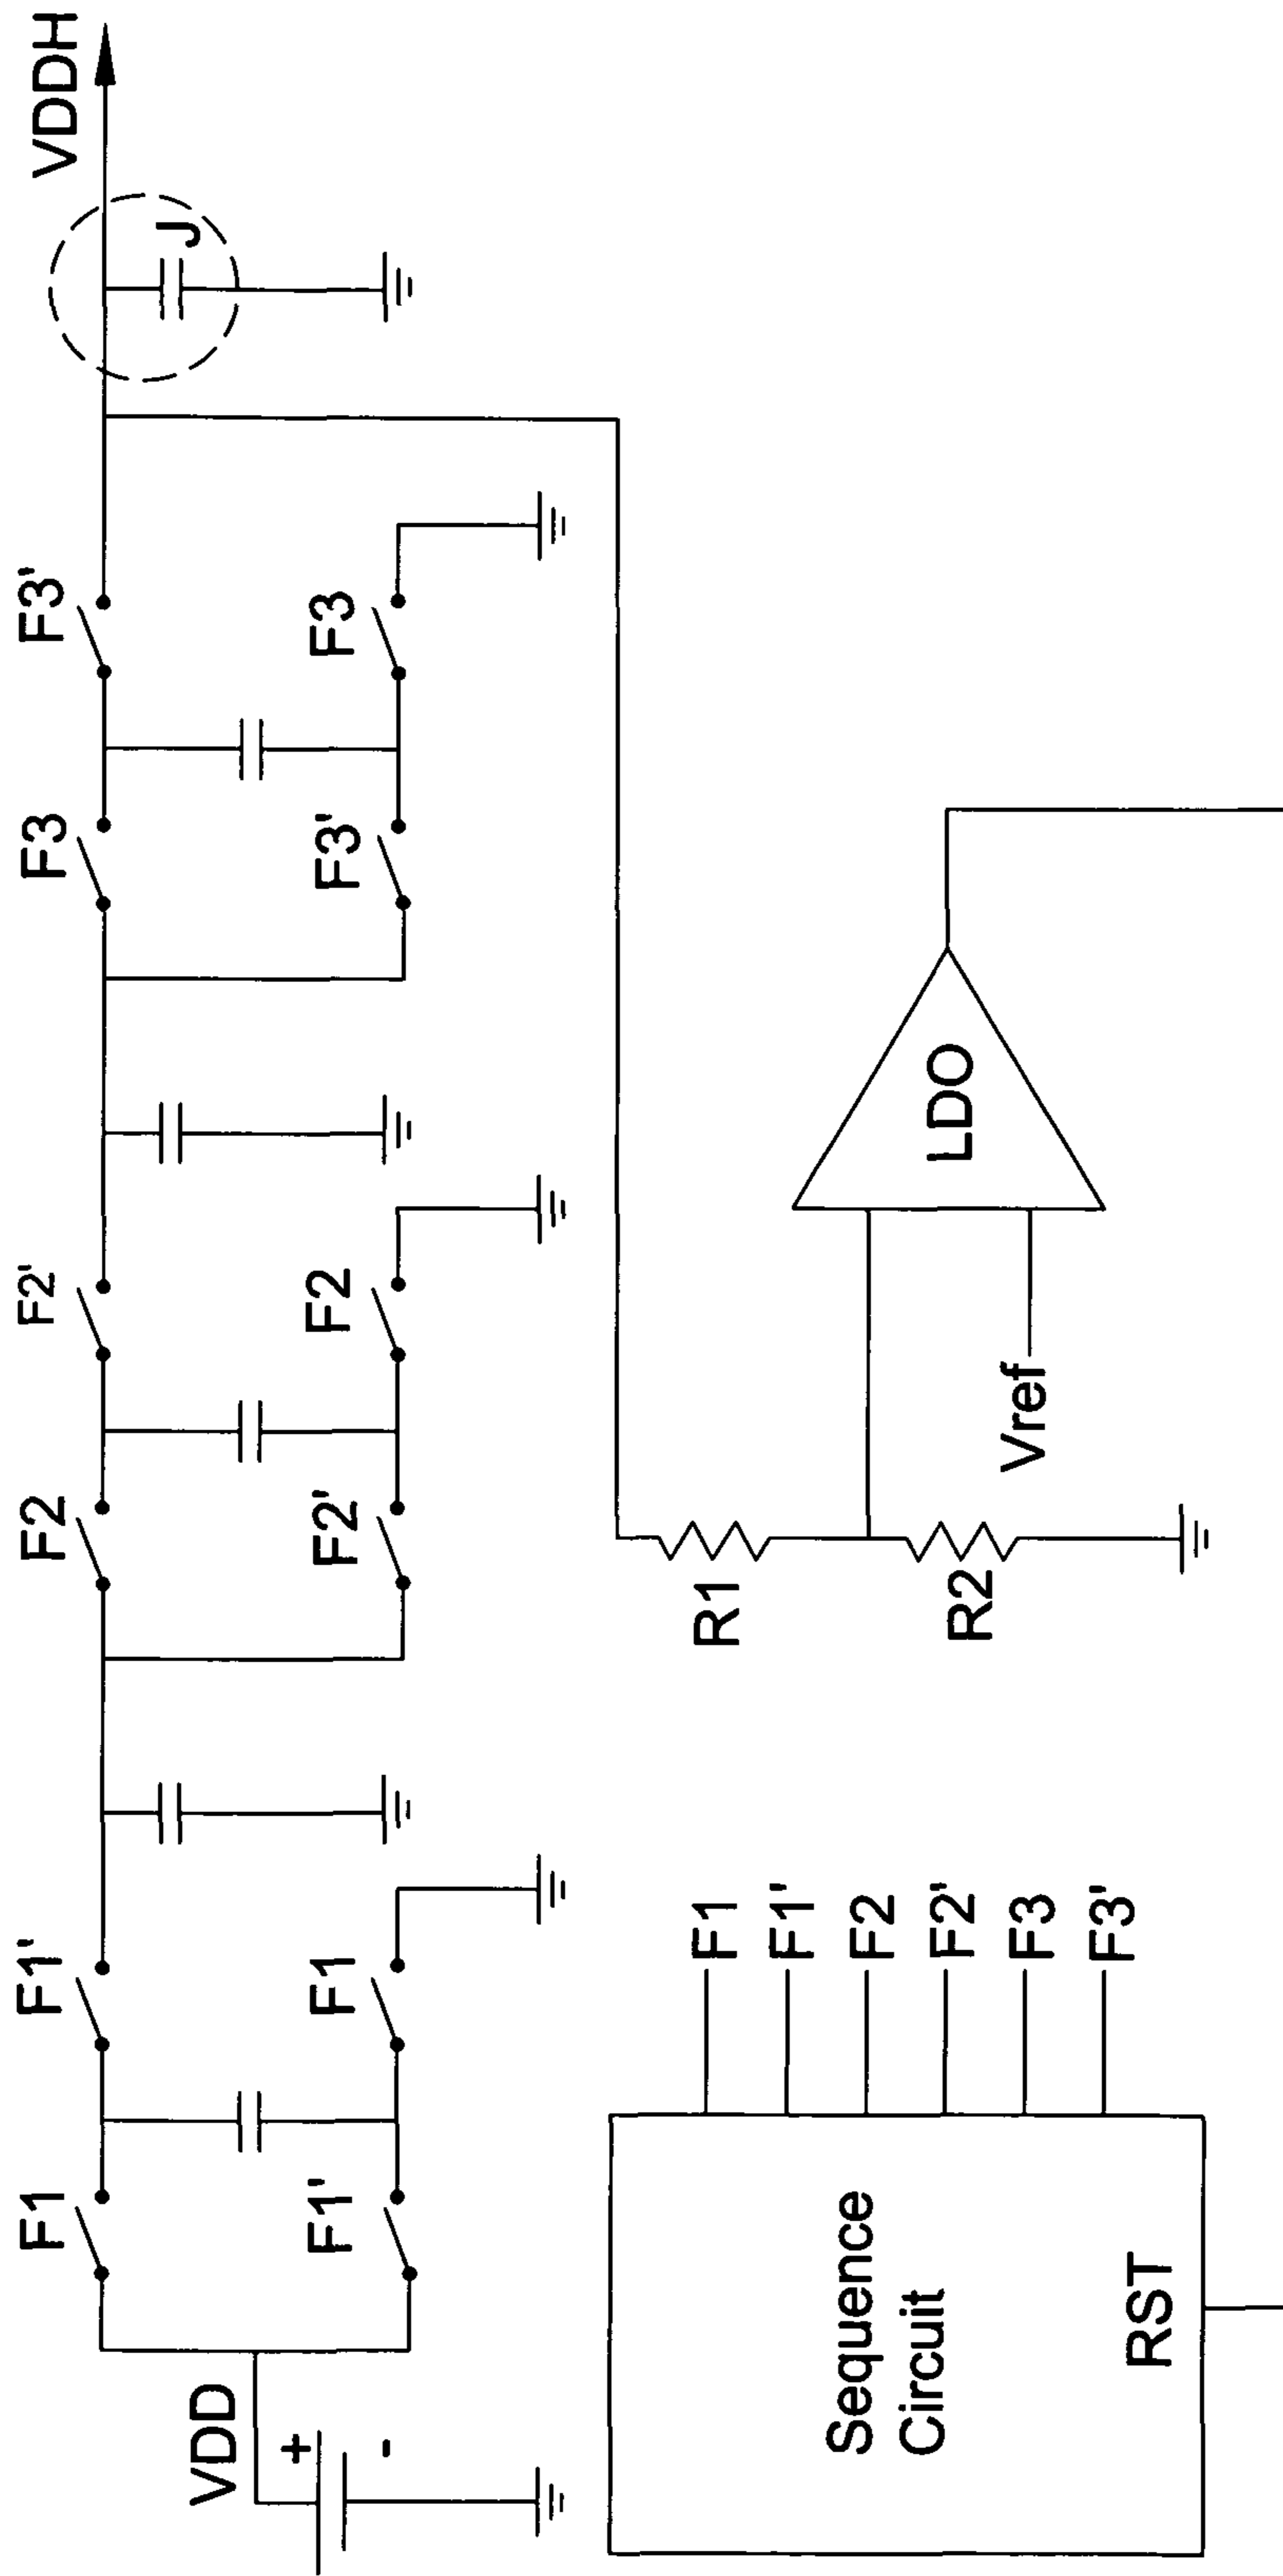 F1
F1'
F2
F2'
F3
F3'
VDDH
VDD
+
-
F1'
F1
F2'
F2
F3'
F3
J
Sequence
Circuit
RST
F1
F1'
F2
F2'
F3
F3'
R1
R2
Vref
LDO